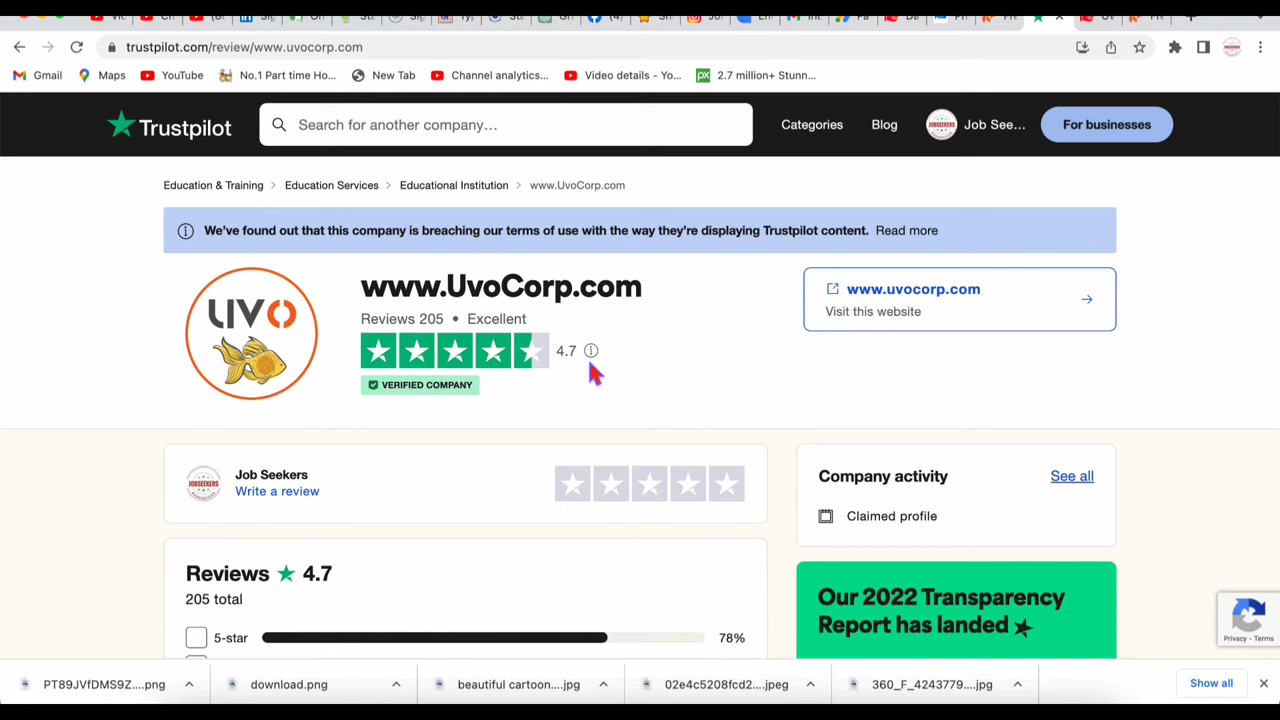 trustpilot.com/review/www.uvocorp.com
Gmail
Maps
YouTube
No.1 Part time Ho...
New Tab
Channel analytics...
Video details - Yo...
2.7 million+ Stunn...
Trustpilot
Search for another company...
Categories
Blog
Job See...
For businesses
Education & Training > Education Services > Educational Institution > www.UvoCorp.com
We've found out that this company is breaching our terms of use with the way they're displaying Trustpilot content. Read more
UVO
www.UvoCorp.com
Reviews 205 • Excellent
4.7
VERIFIED COMPANY
www.uvocorp.com
Visit this website
JOBSEEKERS
Job Seekers
Write a review
Company activity
See all
Claimed profile
Reviews ★ 4.7
205 total
5-star
78%
Our 2022 Transparency
Report has landed
Privacy - Terms
PT89JVfDMS9Z....png
download.png
beautiful cartoon....jpg
02e4c5208fcd2....jpeg
360_F_4243779....jpg
Show all